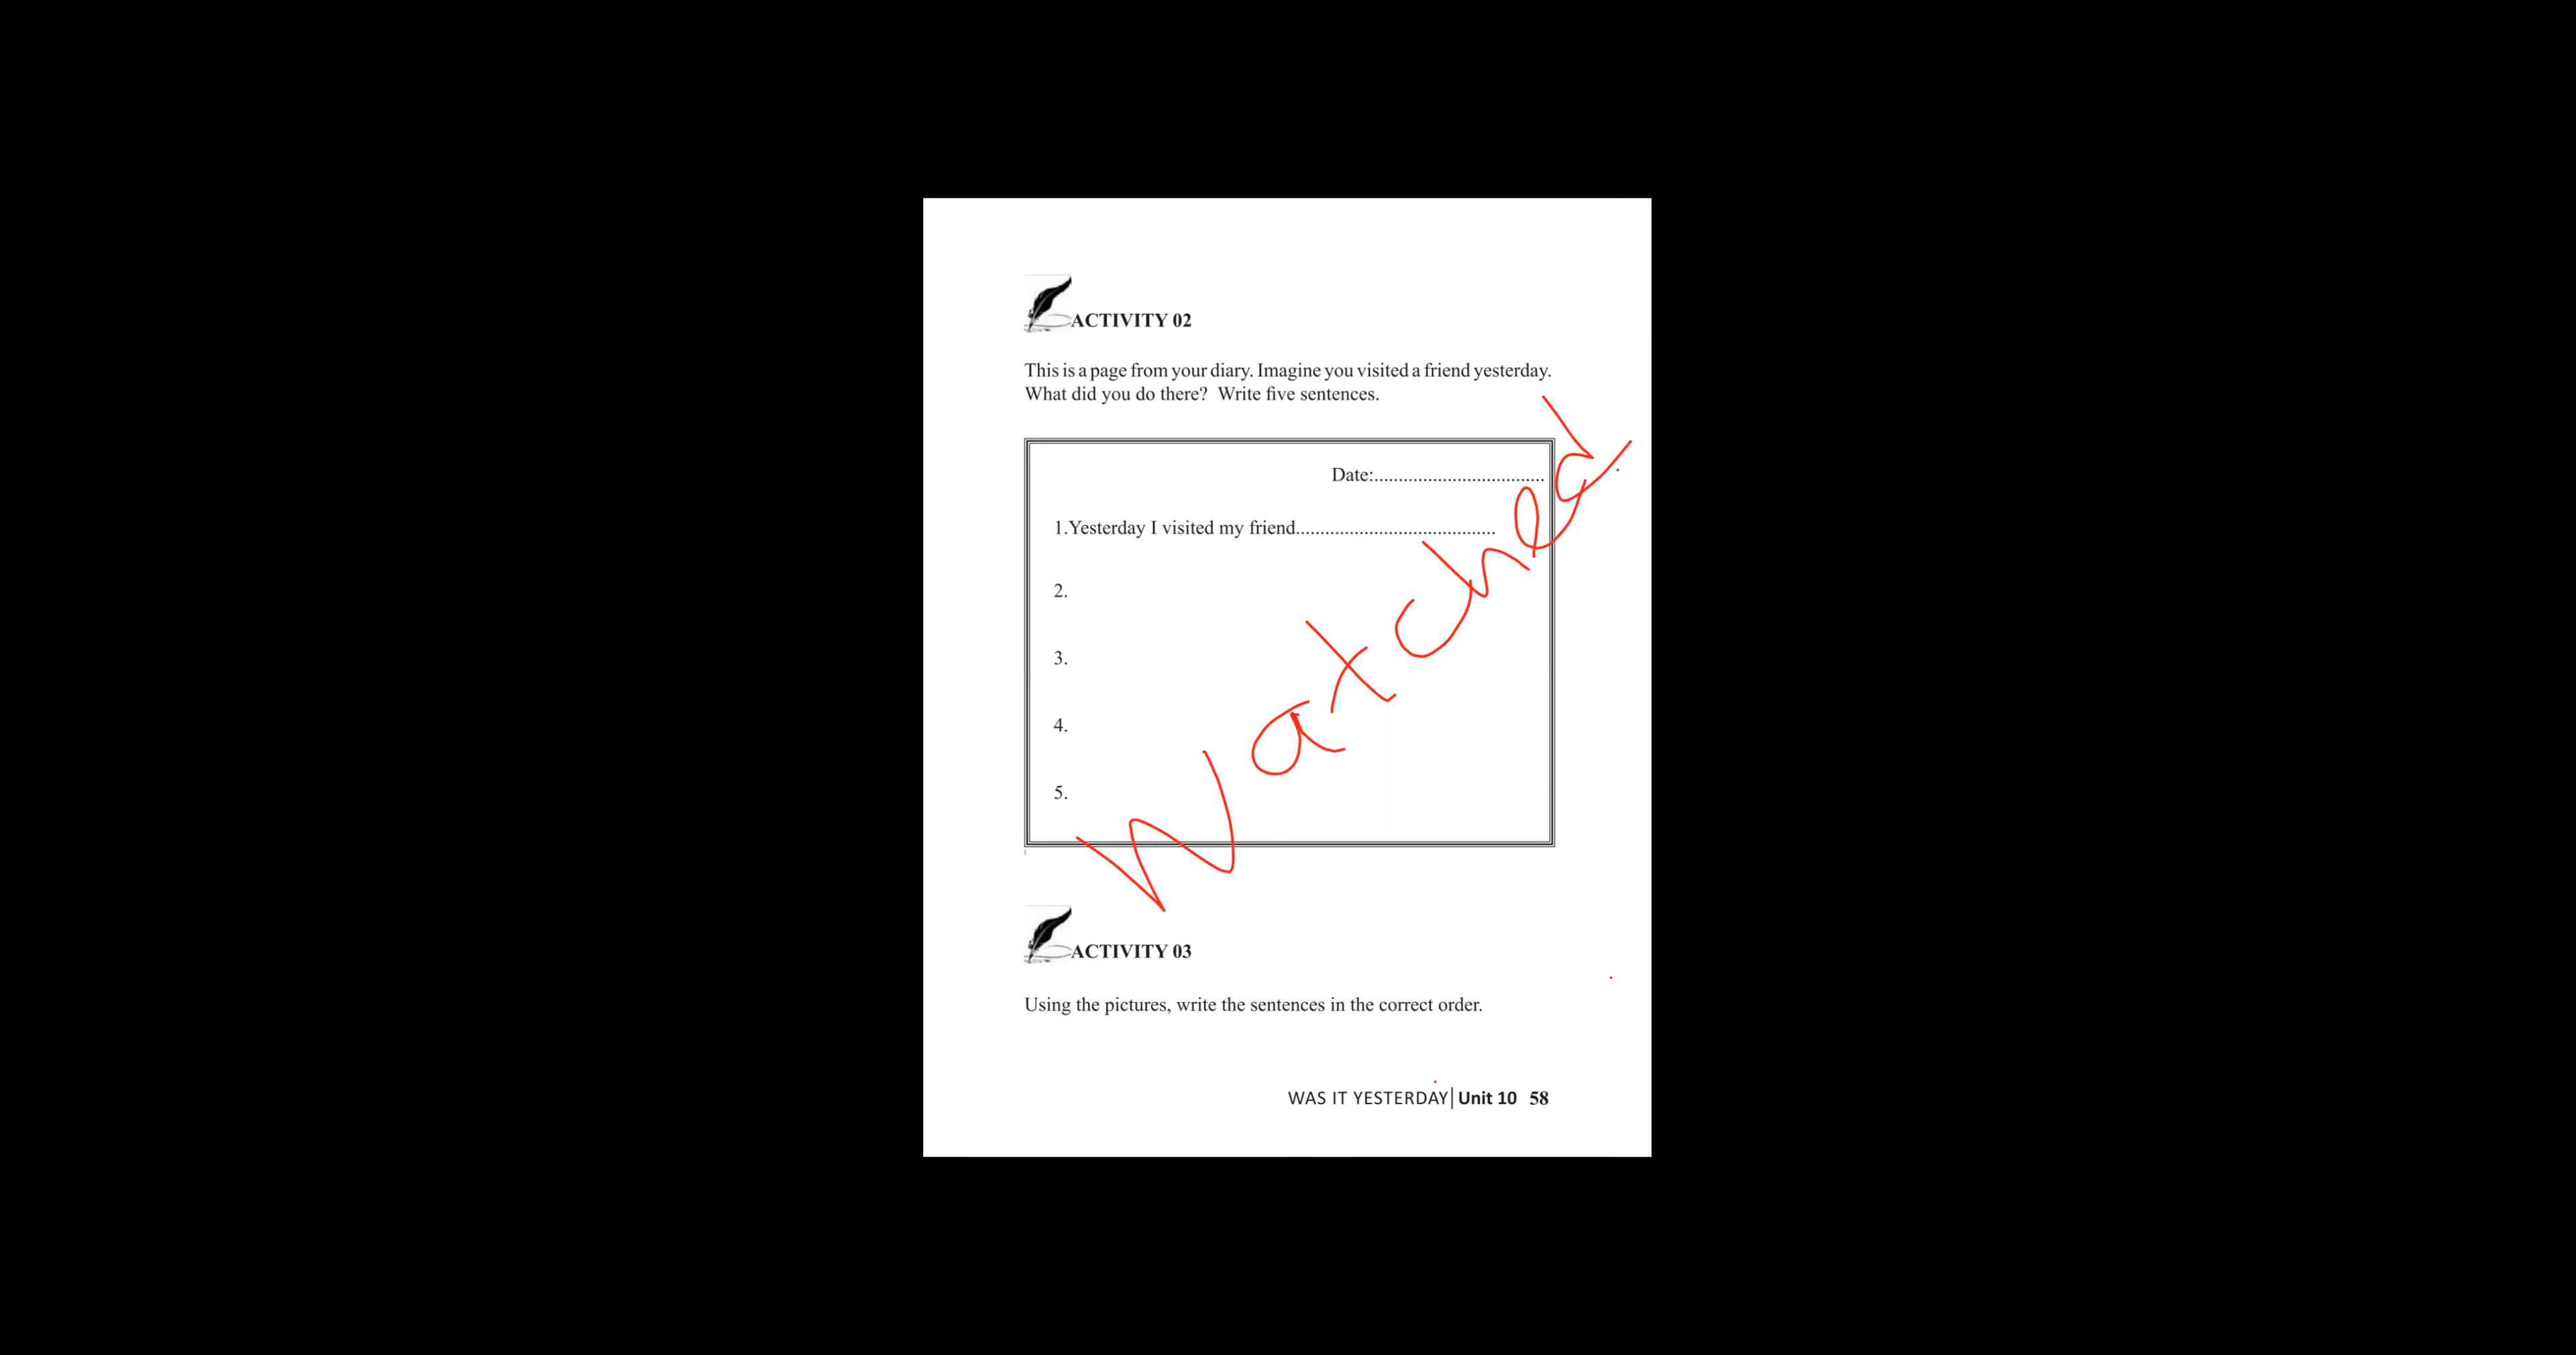 ACTIVITY 02
This is a page from your diary. Imagine you visited a friend yesterday.
What did you do there? Write five sentences.
Date:...................................
1.Yesterday I visited my friend.........................................
2.
3.
4.
5.
Watched
ACTIVITY 03
Using the pictures, write the sentences in the correct order.
WAS IT YESTERDAY| Unit 10 58